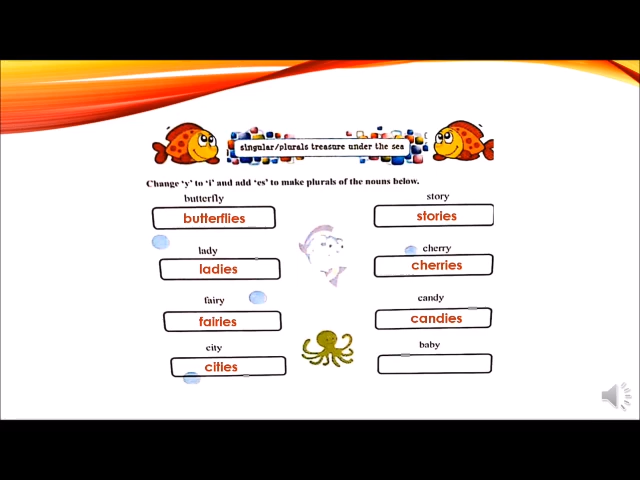 singular/plurals treasure under the sea
Change 'y' to 'i' and add 'es' to make plurals of the nouns below.
butterfly
butterflies
story
stories
lady
ladies
cherry
cherries
fairy
fairies
candy
candies
city
cities
baby